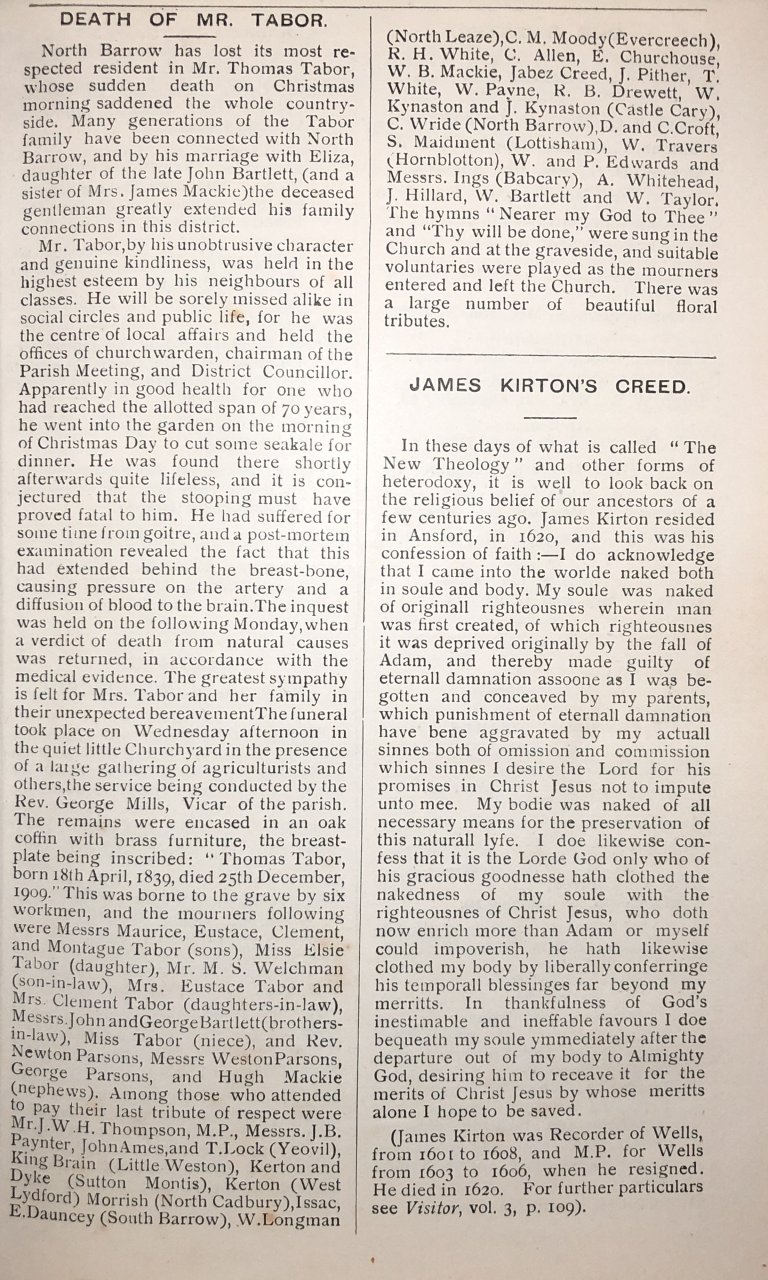 DEATH OF MR. TABOR.
North Barrow has lost its most re-
spected resident in Mr. Thomas Tabor,
whose sudden death on Christmas
morning saddened the whole country-
side. Many generations of the Tabor
family have been connected with North
Barrow, and by his marriage with Eliza,
daughter of the late John Bartlett, (and a
sister of Mrs. James Mackie)the deceased
gentleman greatly extended his family
connections in this district.
Mr. Tabor,by his unobtrusive character
and genuine kindliness, was held in the
highest esteem by his neighbours of all
classes. He will be sorely missed alike in
social circles and public life, for he was
the centre of local affairs and held the
offices of churchwarden, chairman of the
Parish Meeting, and District Councillor.
Apparently in good health for one who
had reached the allotted span of 70 years,
he went into the garden on the morning
of Christmas Day to cut some seakale for
dinner. He was found there shortly
afterwards quite lifeless, and it is con-
jectured that the stooping must have
proved fatal to him. He had suffered for
some time from goitre, and a post-mortem
examination revealed the fact that this
had extended behind the breast-bone,
causing pressure on the artery and a
diffusion of blood to the brain.The inquest
was held on the following Monday,when
a verdict of death from natural causes
was returned, in accordance with the
medical evidence. The greatest sympathy
is felt for Mrs. Tabor and her family in
their unexpected bereavementThe funeral
took place on Wednesday afternoon in
the quiet little Churchyard in the presence
of a large gathering of agriculturists and
others,the service being conducted by the
Rev. George Mills, Vicar of the parish.
The remains were encased in an oak
coffin with brass furniture, the breast-
plate being inscribed: "Thomas Tabor,
born 18th April, 1839, died 25th December,
1909." This was borne to the grave by six
workmen, and the mourners following
were Messrs Maurice, Eustace, Clement,
and Montague Tabor (sons), Miss Elsie
Tabor (daughter), Mr. M. S. Welchman
(son-in-law), Mrs. Eustace Tabor and
Mrs. Clement Tabor (daughters-in-law),
Messrs.John and George Bartlett(brothers-
in-law), Miss Tabor (niece), and Rev.
Newton Parsons, Messrs Weston Parsons,
George Parsons, and Hugh Mackie
(nephews). Among those who attended
to pay their last tribute of respect were
Mr.J.W.H. Thompson, M.P., Messrs. J.B.
Paynter, John Ames,and T.Lock (Yeovil),
King Brain (Little Weston), Kerton and
Dyke (Sutton Montis), Kerton (West
Lydford) Morrish (North Cadbury),Issac,
E.Dauncey (South Barrow), W.Longman
(North Leaze),C. M. Moody(Evercreech),
R. H. White, C. Allen, E. Churchouse,
W. B. Mackie, Jabez Creed, J. Pither, T.
White, W. Payne, R. B. Drewett, W.
Kynaston and J. Kynaston (Castle Cary),
C. Wride (North Barrow),D. and C.Croft,
S. Maidment (Lottisham), W. Travers
(Hornblotton), W. and P. Edwards and
Messrs. Ings (Babcary), A. Whitehead,
J. Hillard, W. Bartlett and W. Taylor.
The hymns "Nearer my God to Thee"
and "Thy will be done," were sung in the
Church and at the graveside, and suitable
voluntaries were played as the mourners
entered and left the Church. There was
a large number of beautiful floral
tributes.
JAMES KIRTON'S CREED.
In these days of what is called "The
New Theology" and other forms of
heterodoxy, it is well to look back on
the religious belief of our ancestors of a
few centuries ago. James Kirton resided
in Ansford, in 1620, and this was his
confession of faith :—I do acknowledge
that I came into the worlde naked both
in soule and body. My soule was naked
of originall righteousnes wherein man
was first created, of which righteousnes
it was deprived originally by the fall of
Adam, and thereby made guilty of
eternall damnation assoone as I was be-
gotten and conceaved by my parents,
which punishment of eternall damnation
have bene aggravated by my actuall
sinnes both of omission and commission
which sinnes I desire the Lord for his
promises in Christ Jesus not to impute
unto mee. My bodie was naked of all
necessary means for the preservation of
this naturall lyfe. I doe likewise con-
fess that it is the Lorde God only who of
his gracious goodnesse hath clothed the
nakedness of my soule with the
righteousnes of Christ Jesus, who doth
now enrich more than Adam or myself
could impoverish, he hath likewise
clothed my body by liberally conferringe
his temporall blessinges far beyond my
merritts. In thankfulness of God's
inestimable and ineffable favours I doe
bequeath my soule ymmediately after the
departure out of my body to Almighty
God, desiring him to receave it for the
merits of Christ Jesus by whose meritts
alone I hope to be saved.
(James Kirton was Recorder of Wells,
from 1601 to 1608, and M.P. for Wells
from 1603 to 1606, when he resigned.
He died in 1620. For further particulars
see Visitor, vol. 3, p. 109).